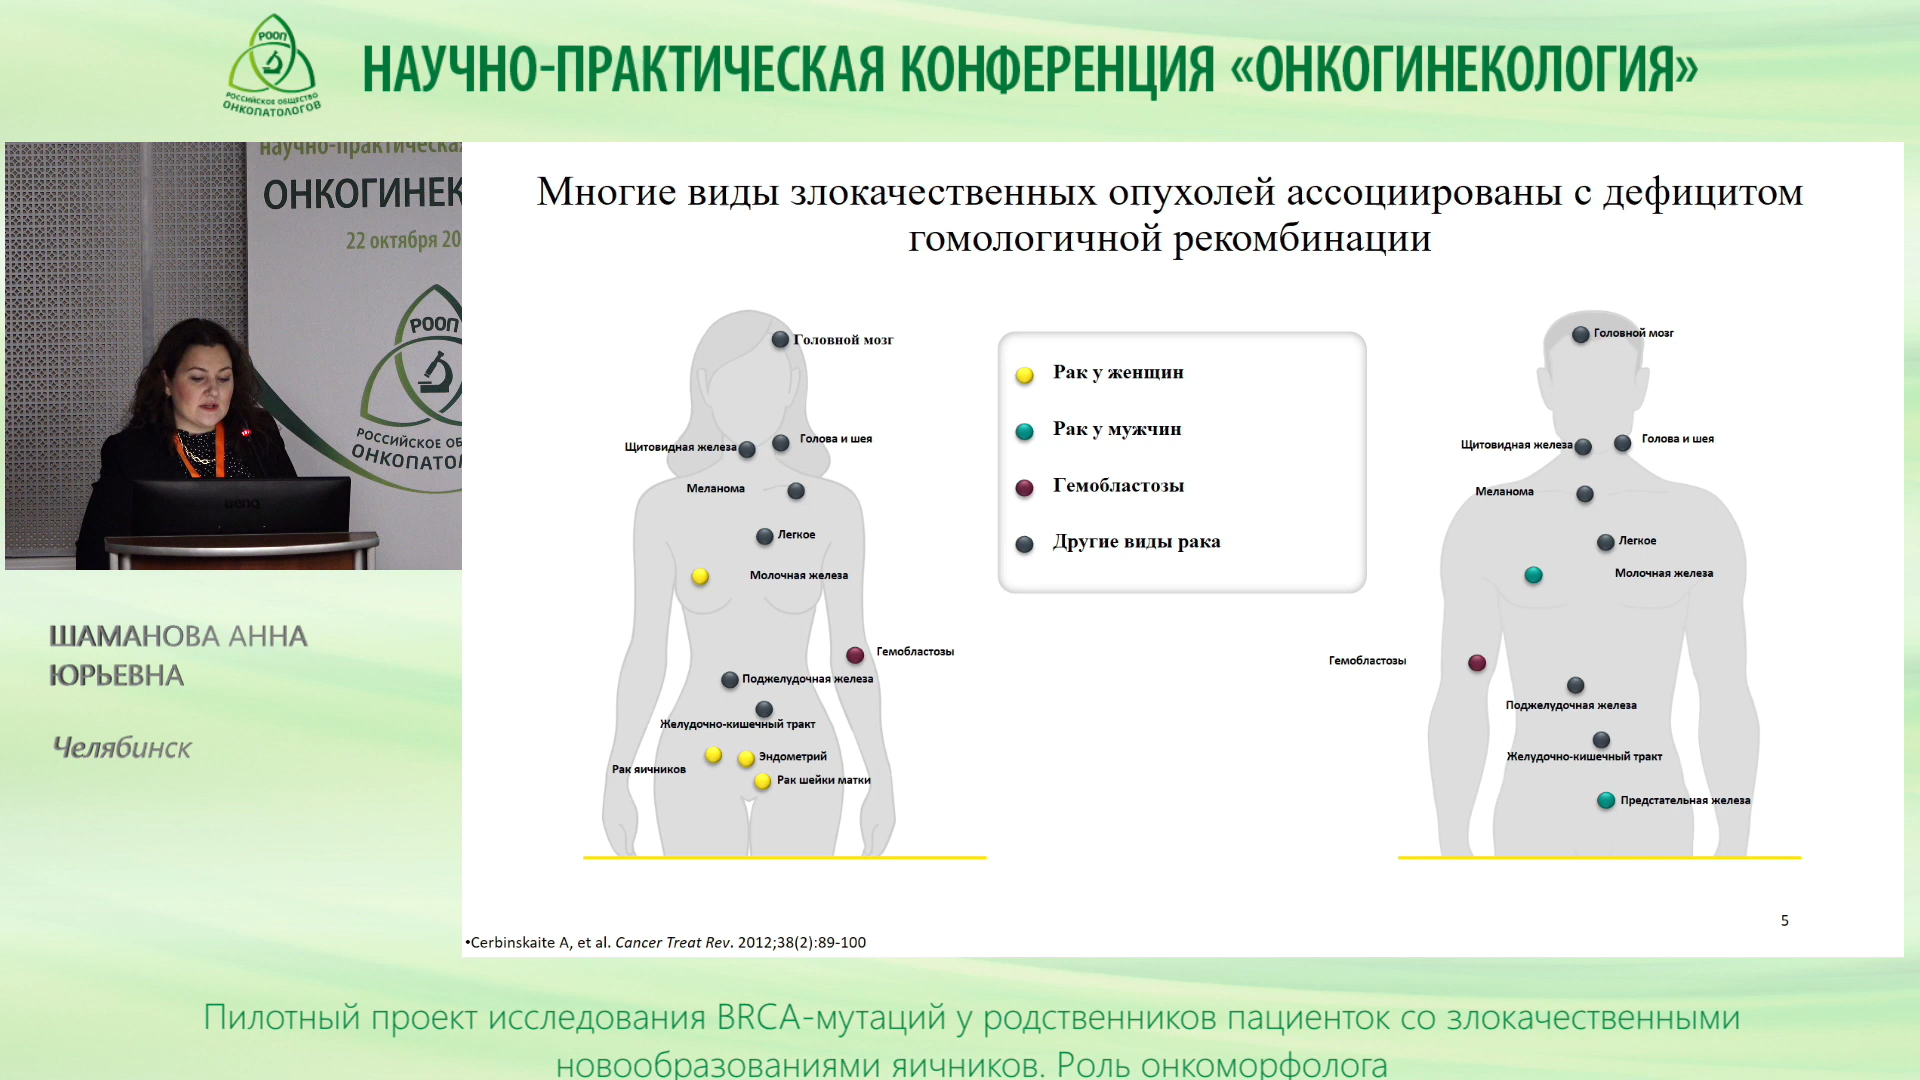 РООП
РОССИЙСКОЕ ОБЩЕСТВО
ОНКОПАТОЛОГОВ
НАУЧНО-ПРАКТИЧЕСКАЯ КОНФЕРЕНЦИЯ «ОНКОГИНЕКОЛОГИЯ»
научно-практическа
ОНКОГИНЕК
22 октября 20
РООП
РОССИЙСКОЕ ОБ
ОНКОПАТО
BenQ
ШАМАНОВА АННА
ЮРЬЕВНА
Челябинск
Многие виды злокачественных опухолей ассоциированы с дефицитом
гомологичной рекомбинации
Головной мозг
Щитовидная железа
Голова и шея
Меланома
Легкое
Молочная железа
Гемобластозы
Поджелудочная железа
Желудочно-кишечный тракт
Эндометрий
Рак яичников
Рак шейки матки
Рак у женщин
Рак у мужчин
Гемобластозы
Другие виды рака
Головной мозг
Щитовидная железа
Голова и шея
Меланома
Легкое
Молочная железа
Гемобластозы
Поджелудочная железа
Желудочно-кишечный тракт
Предстательная железа
5
•Cerbinskaite A, et al. Cancer Treat Rev. 2012;38(2):89-100
Пилотный проект исследования BRCA-мутаций у родственников пациенток со злокачественными
новообразованиями яичников. Роль онкоморфолога